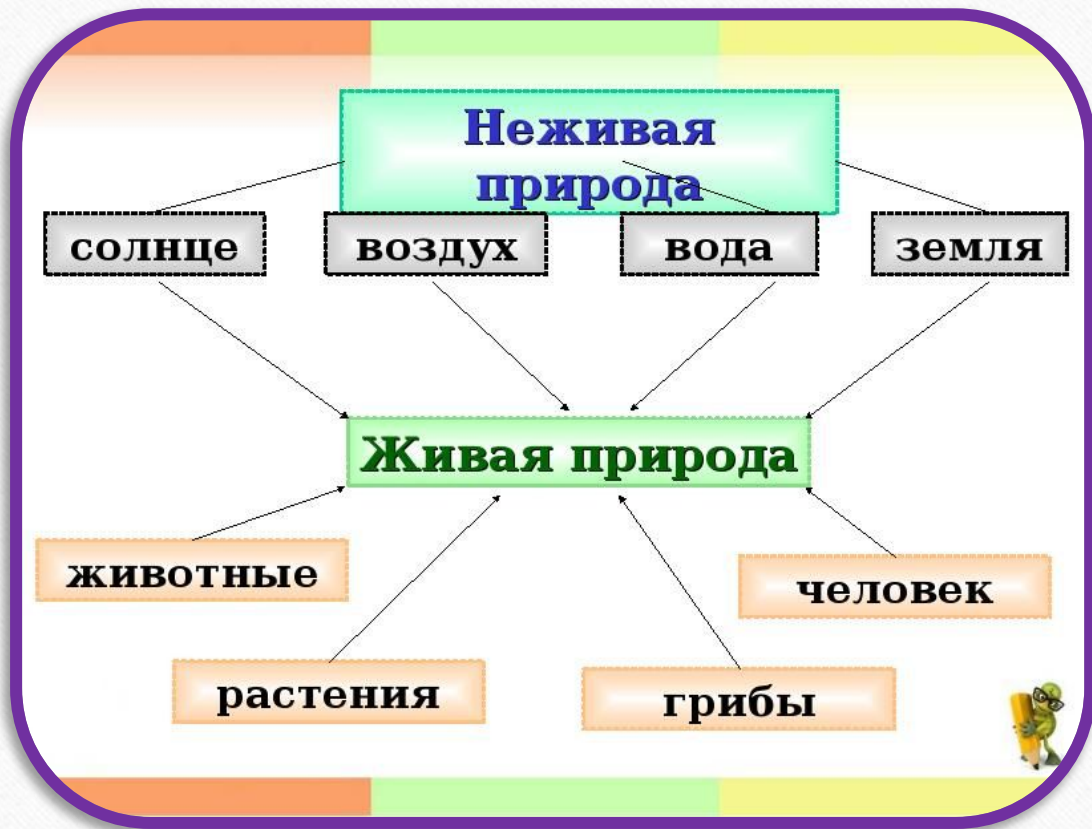 Неживая
природа
солнце
воздух
вода
земля
Живая природа
животные
человек
растения
грибы